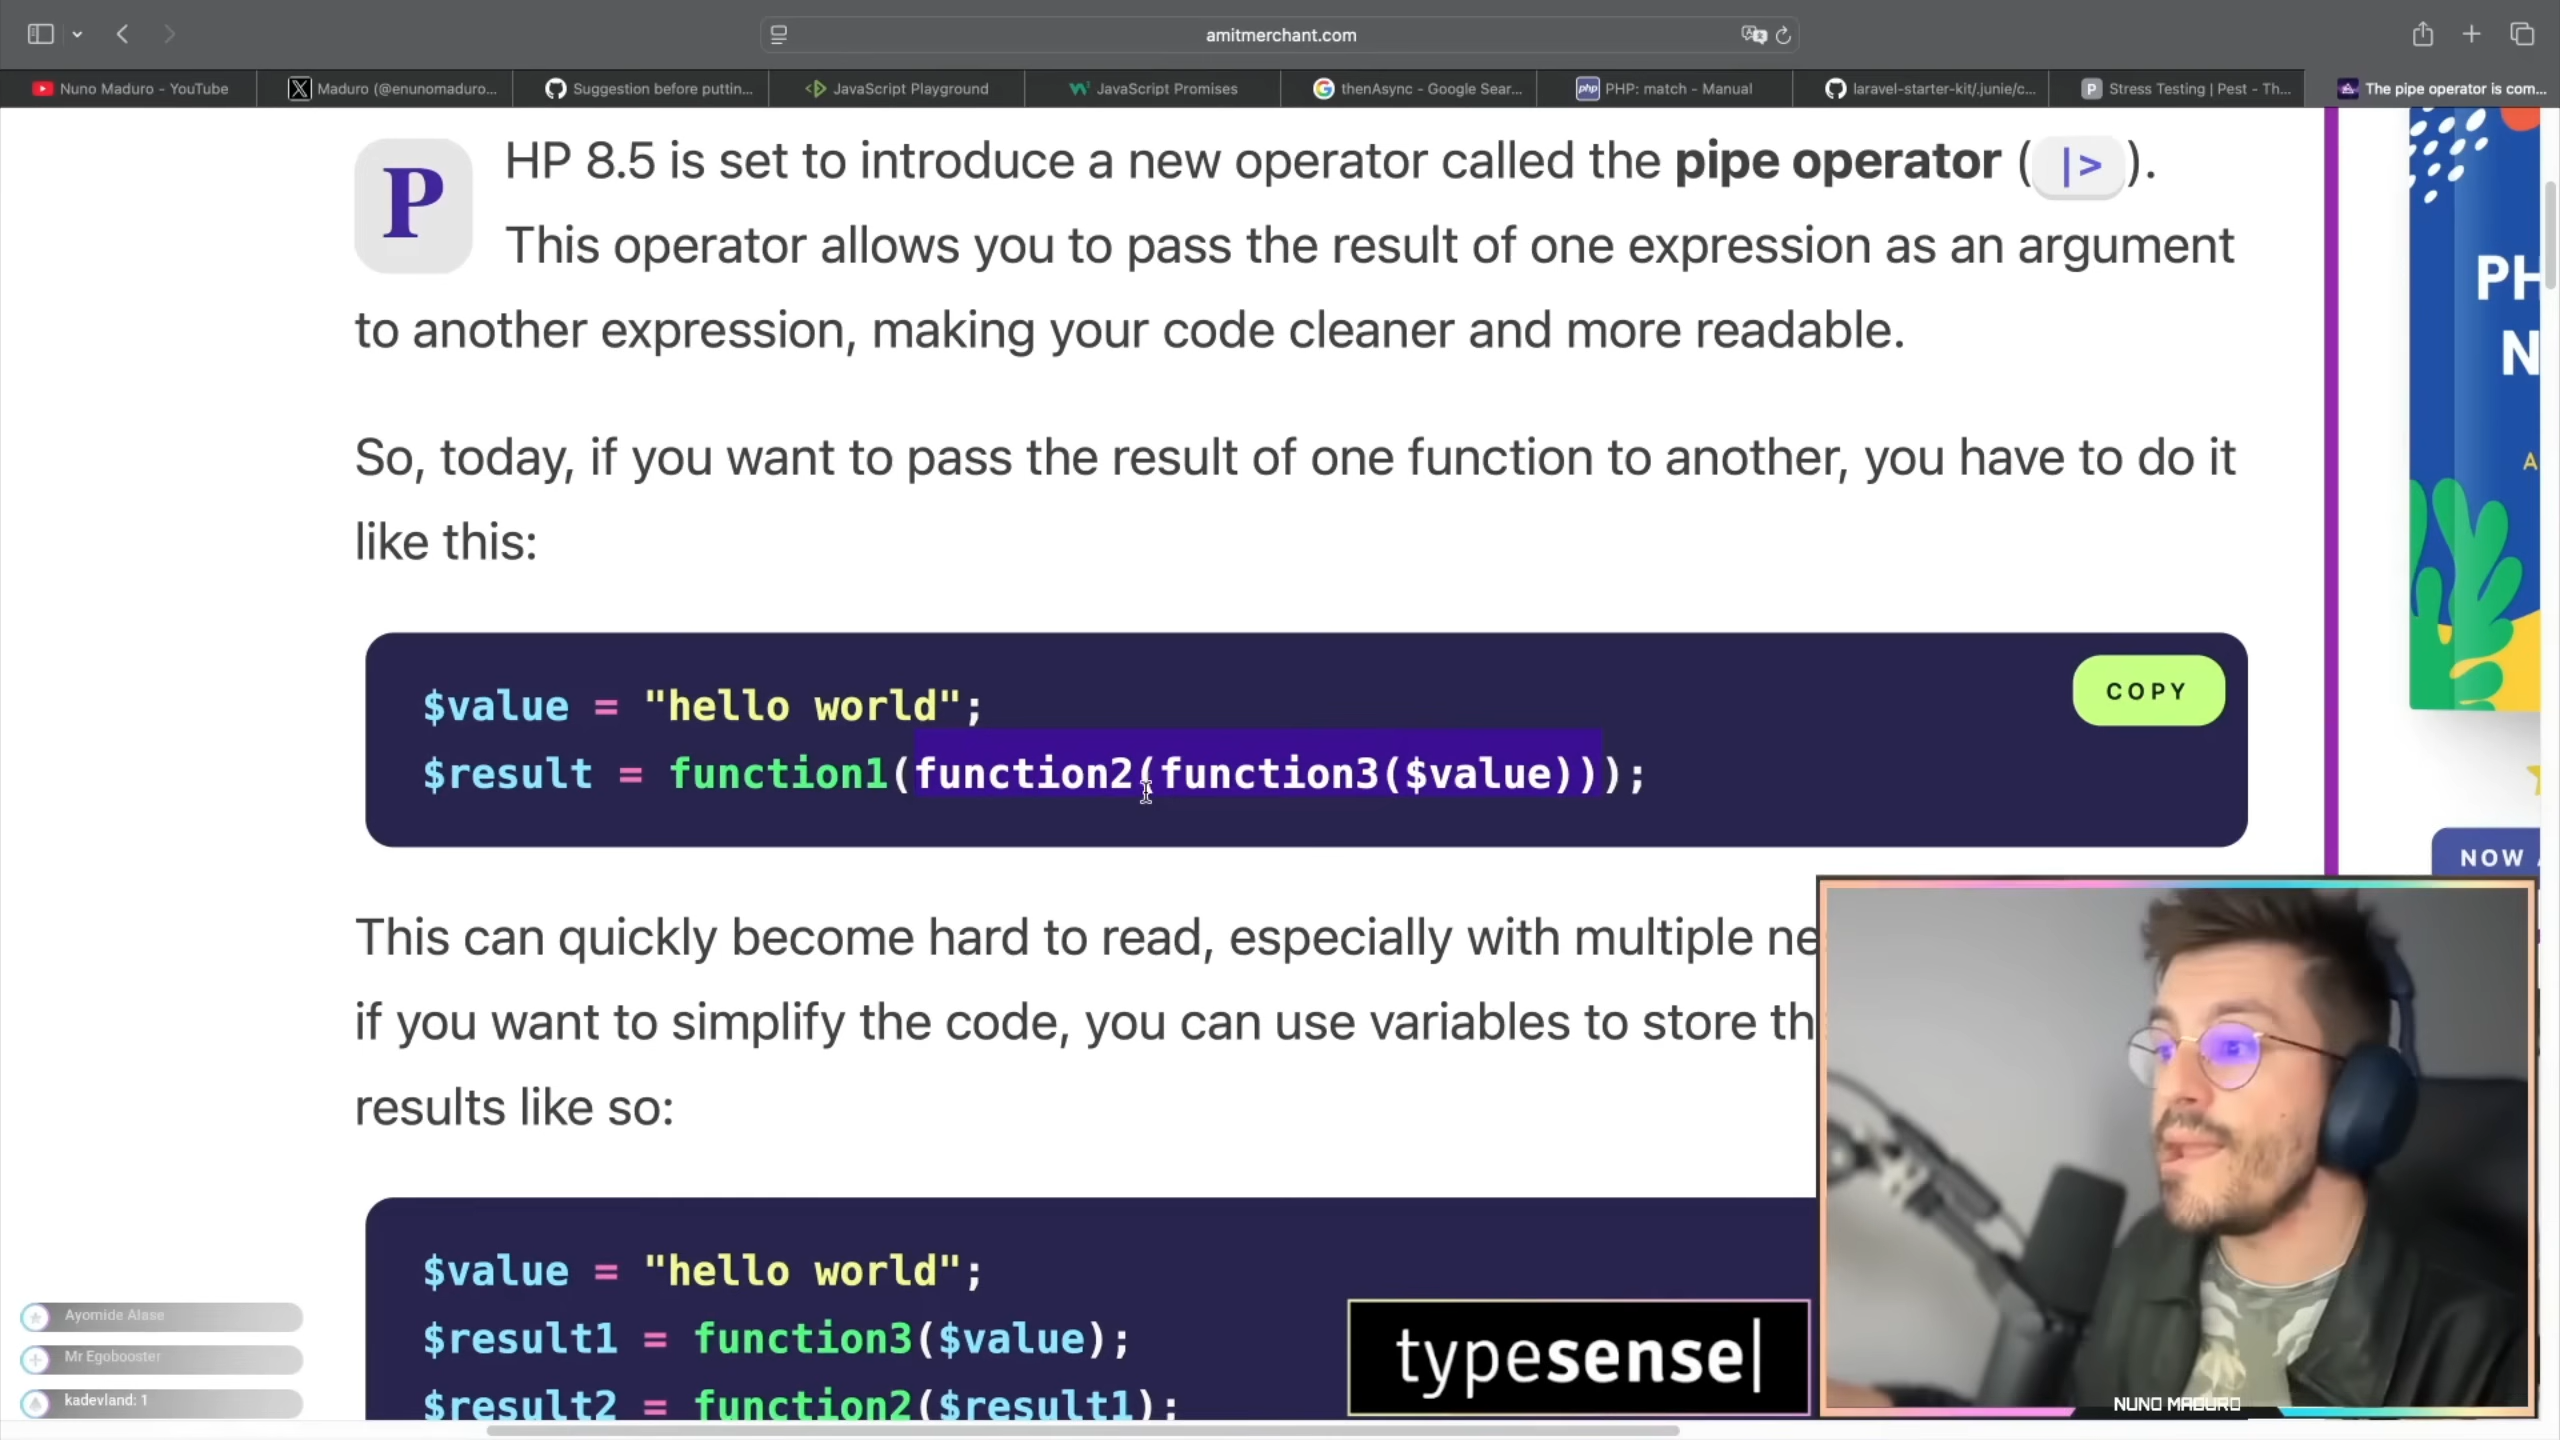 amitmerchant.com
Nuno Maduro - YouTube
Maduro (@enunomaduro...
Suggestion before puttin...
JavaScript Playground
JavaScript Promises
thenAsync - Google Sear...
PHP: match - Manual
laravel-starter-kit/.junie/c...
Stress Testing | Pest - Th...
The pipe operator is com...
PHP 8.5 is set to introduce a new operator called the pipe operator ( |> ).
This operator allows you to pass the result of one expression as an argument
to another expression, making your code cleaner and more readable.
So, today, if you want to pass the result of one function to another, you have to do it
like this:
COPY
$value = "hello world";
$result = function1(function2(function3($value)));
This can quickly become hard to read, especially with multiple ne
if you want to simplify the code, you can use variables to store th
results like so:
$value = "hello world";
$result1 = function3($value);
$result2 = function2($result1);
PH
N
A
NOW
Ayomide Alase
Mr Egobooster
kadevland: 1
typesense
NUNO MADURO